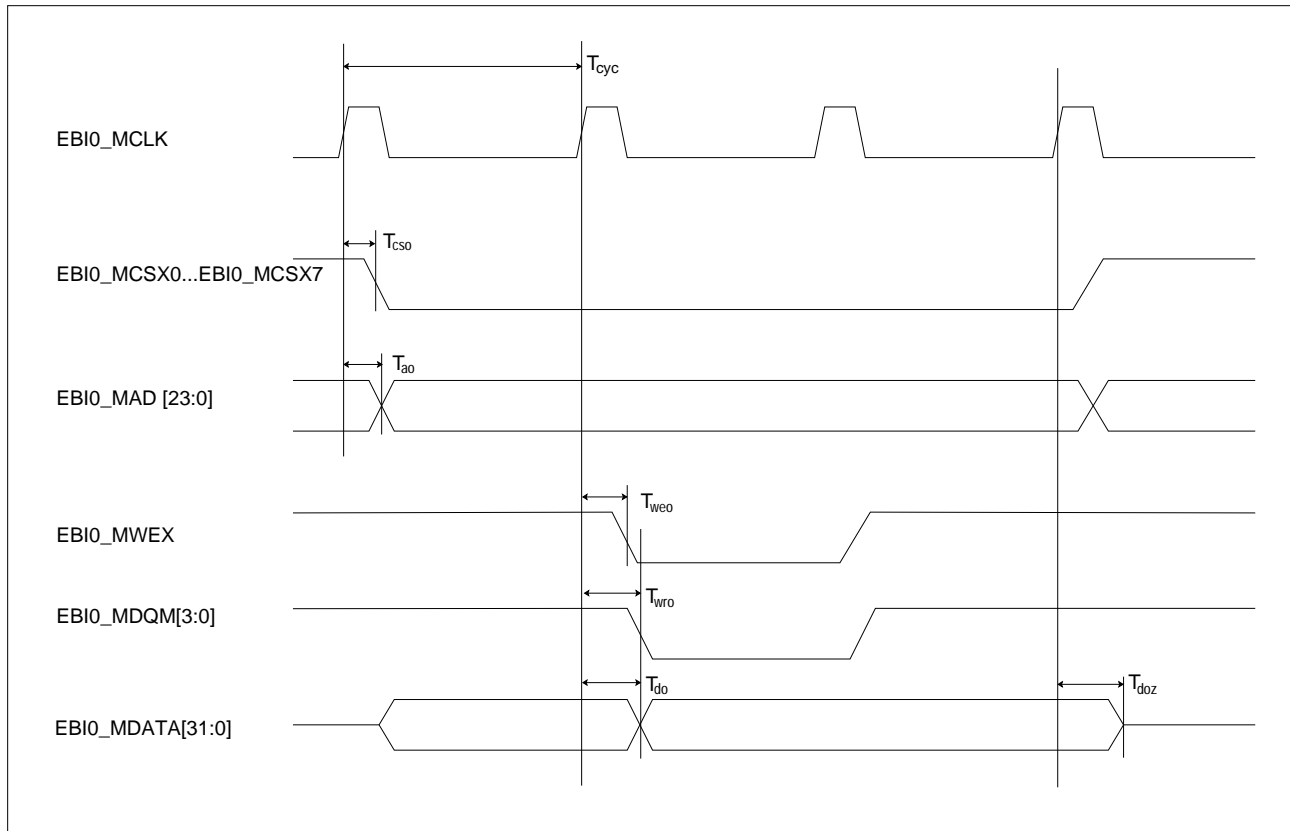 Tcyc
EBI0_MCLK
Tcso
EBI0_MCSX0...EBI0_MCSX7
Tao
EBI0_MAD [23:0]
Tweo
EBI0_MWEX
Twro
EBI0_MDQM[3:0]
Tdo
Tdoz
EBI0_MDATA[31:0]